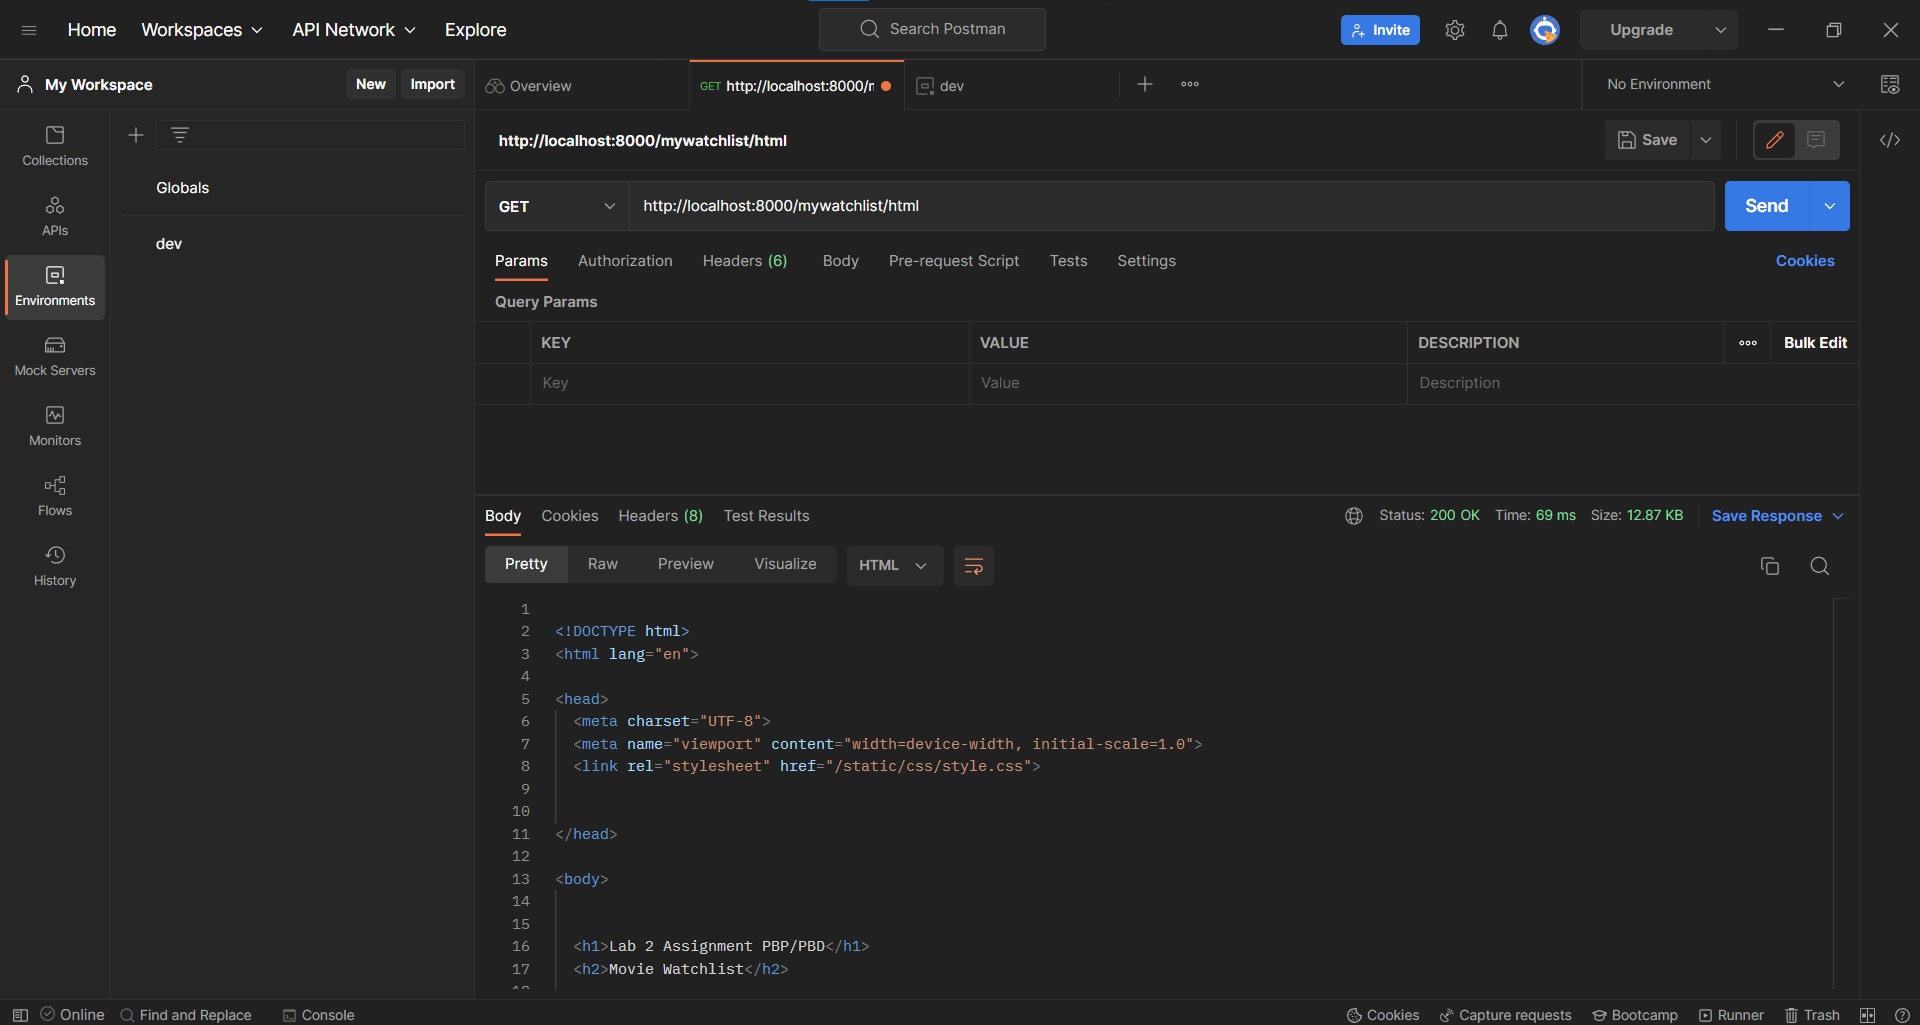 Home Workspaces API Network Explore Search Postman Invite Upgrade
My Workspace New Import Overview GET http://localhost:8000/r dev No Environment
http://localhost:8000/mywatchlist/html Save
Collections
APIs
Environments
Mock Servers
Monitors
Flows
History
Globals
dev
GET http://localhost:8000/mywatchlist/html Send
Params Authorization Headers (6) Body Pre-request Script Tests Settings Cookies
Query Params
KEY VALUE DESCRIPTION Bulk Edit
Key Value Description
Body Cookies Headers (8) Test Results Status: 200 OK Time: 69 ms Size: 12.87 KB Save Response
Pretty Raw Preview Visualize HTML
1
2 <!DOCTYPE html>
3 <html lang="en">
4
5 <head>
6 <meta charset="UTF-8">
7 <meta name="viewport" content="width=device-width, initial-scale=1.0">
8 <link rel="stylesheet" href="/static/css/style.css">
9
10
11 </head>
12
13 <body>
14
15
16 <h1>Lab 2 Assignment PBP/PBD</h1>
17 <h2>Movie Watchlist</h2>
Online Find and Replace Console Cookies Capture requests Bootcamp Runner Trash